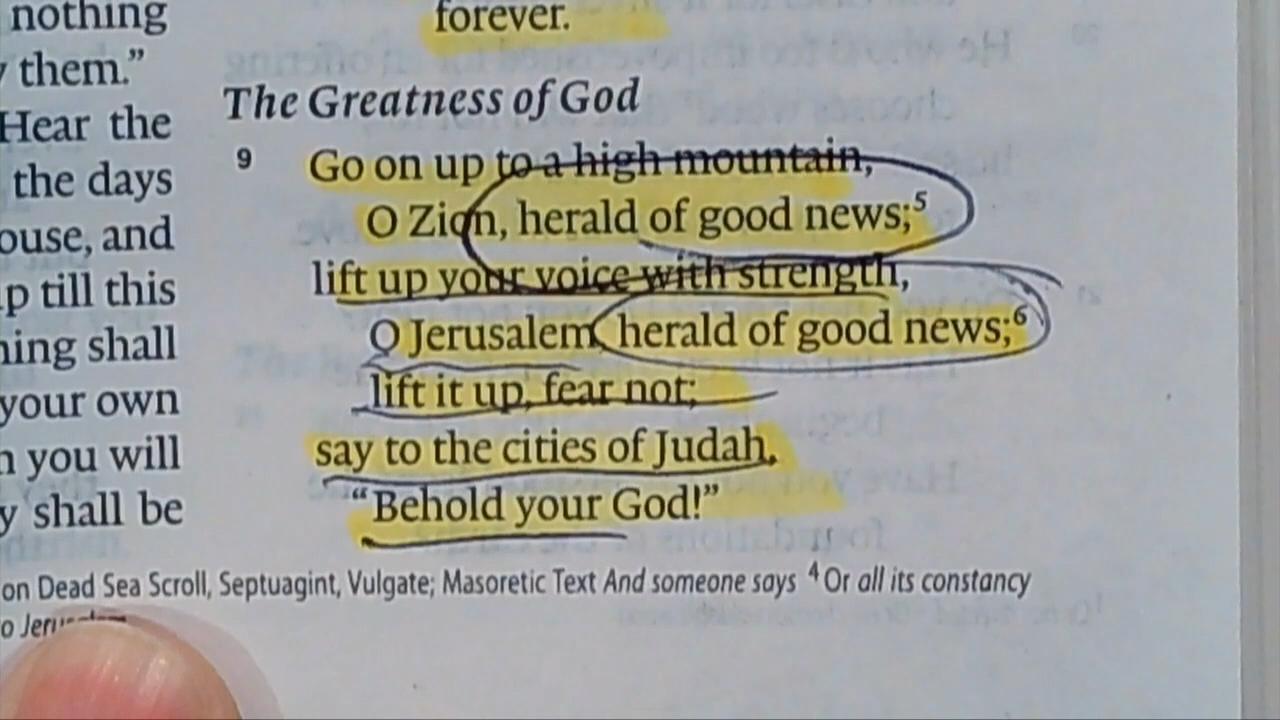 nothing
them.”
Hear the
the days
ouse, and
p till this
ning shall
your own
you will
y shall be
forever.
The Greatness of God
9 Go on up to a high mountain,
O Zion, herald of good news;⁵
lift up your voice with strength,
O Jerusalem, herald of good news;⁶
lift it up, fear not;
say to the cities of Judah,
“Behold your God!”
on Dead Sea Scroll, Septuagint, Vulgate; Masoretic Text And someone says ⁴ Or all its constancy
o Jerusalem